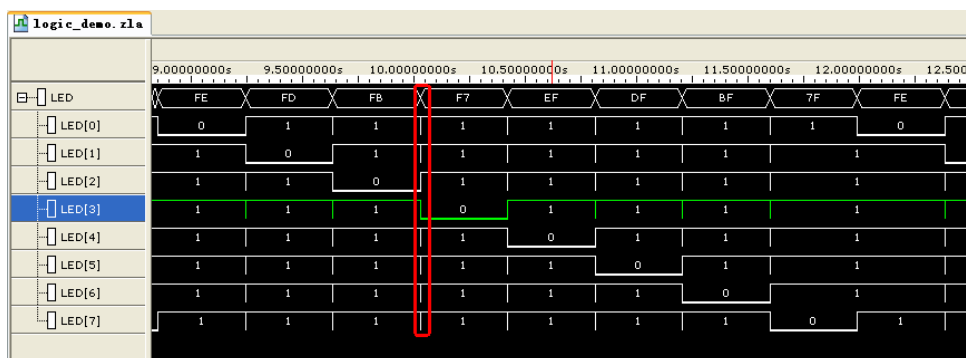 logic_demo.zla
9.00000000s 9.50000000s 10.00000000s 10.50000000s 11.00000000s 11.50000000s 12.00000000s 12.500
LED FE FD FB F7 EF DF BF 7F FE
LED[0] 0 1 1 1 1 1 1 1 0
LED[1] 1 0 1 1 1 1 1 1
LED[2] 1 1 0 1 1 1 1 1
LED[3] 1 1 1 0 1 1 1 1
LED[4] 1 1 1 1 0 1 1 1
LED[5] 1 1 1 1 1 0 1 1
LED[6] 1 1 1 1 1 1 0 1
LED[7] 1 1 1 1 1 1 1 0 1